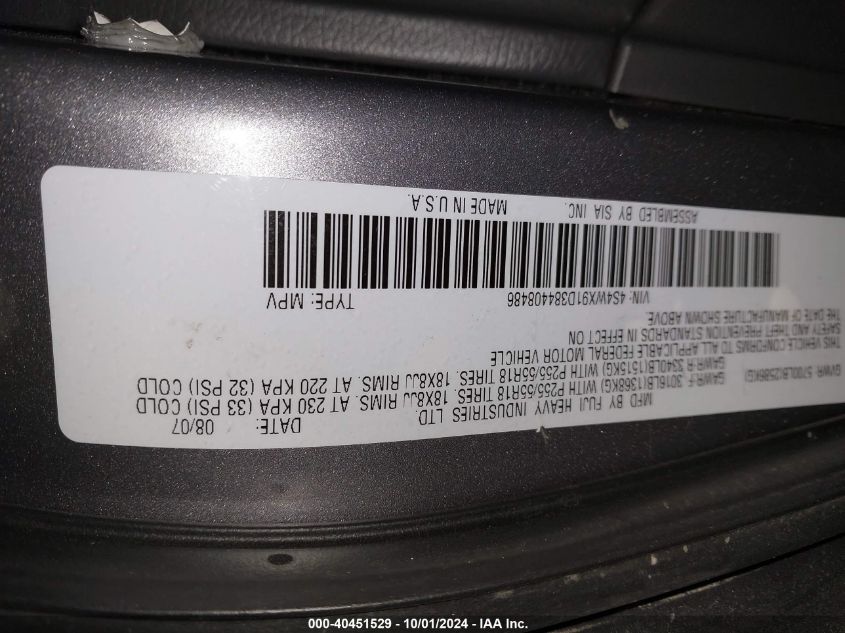 MFD BY FUJI HEAVY INDUSTRIES LTD. DATE: 08/07
GVWR: 5700LB(2586KG)
GAWR-F: 3016LB(1368KG) WITH P255/55R18 TIRES. 18X8JJ RIMS. AT 230 KPA (33 PSI) COLD
GAWR-R: 3340LB(1515KG) WITH P255/55R18 TIRES. 18X8JJ RIMS. AT 220 KPA (32 PSI) COLD
THIS VEHICLE CONFORMS TO ALL APPLICABLE FEDERAL MOTOR VEHICLE
SAFETY AND THEFT PREVENTION STANDARDS IN EFFECT ON
THE DATE OF MANUFACTURE SHOWN ABOVE
VIN: 4S4WX91D384408486 TYPE: MPV
ASSEMBLED BY SIA INC. MADE IN U.S.A.
000-40451529 - 10/01/2024 - IAA Inc.